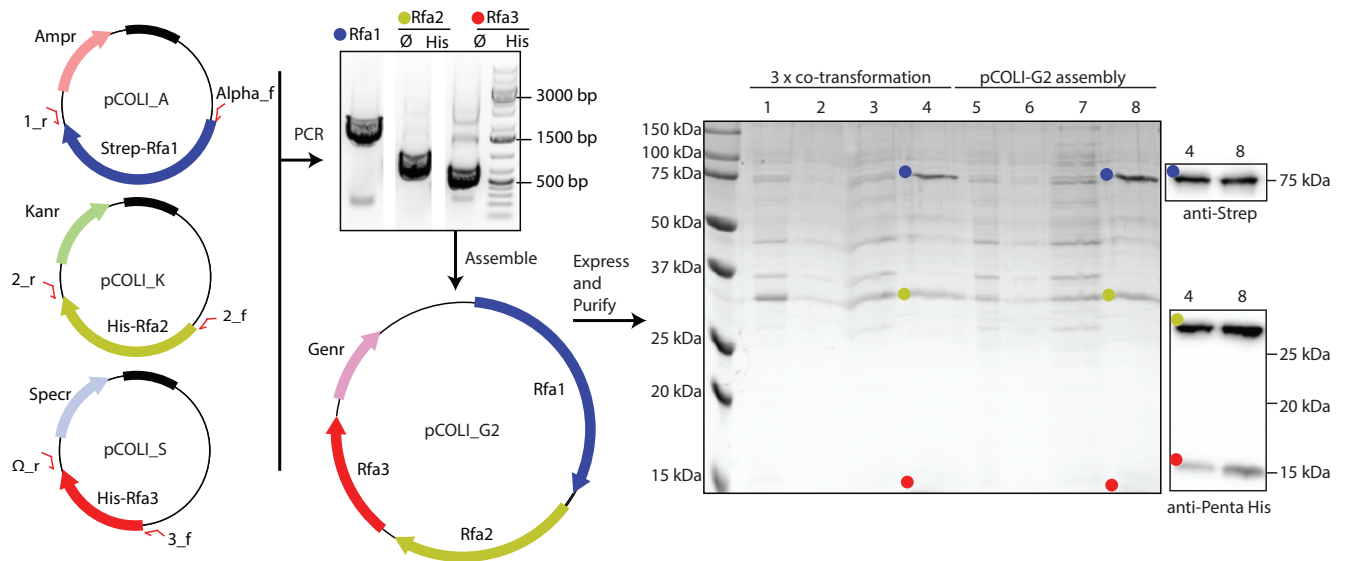 Ampr
pCOLI_A
Alpha_f
1_r
Strep-Rfa1
Kanr
pCOLI_K
2_r
2_f
His-Rfa2
Specr
pCOLI_S
Ω_r
His-Rfa3
3_f
PCR
Rfa1
Rfa2
Ø His
Rfa3
Ø His
3000 bp
1500 bp
500 bp
Assemble
Genr
Rfa1
pCOLI_G2
Rfa3
Rfa2
Express
and
Purify
3 x co-transformation
pCOLI-G2 assembly
1 2 3 4 5 6 7 8
150 kDa
100 kDa
75 kDa
50 kDa
37 kDa
25 kDa
20 kDa
15 kDa
4 8
75 kDa
anti-Strep
4 8
25 kDa
20 kDa
15 kDa
anti-Penta His